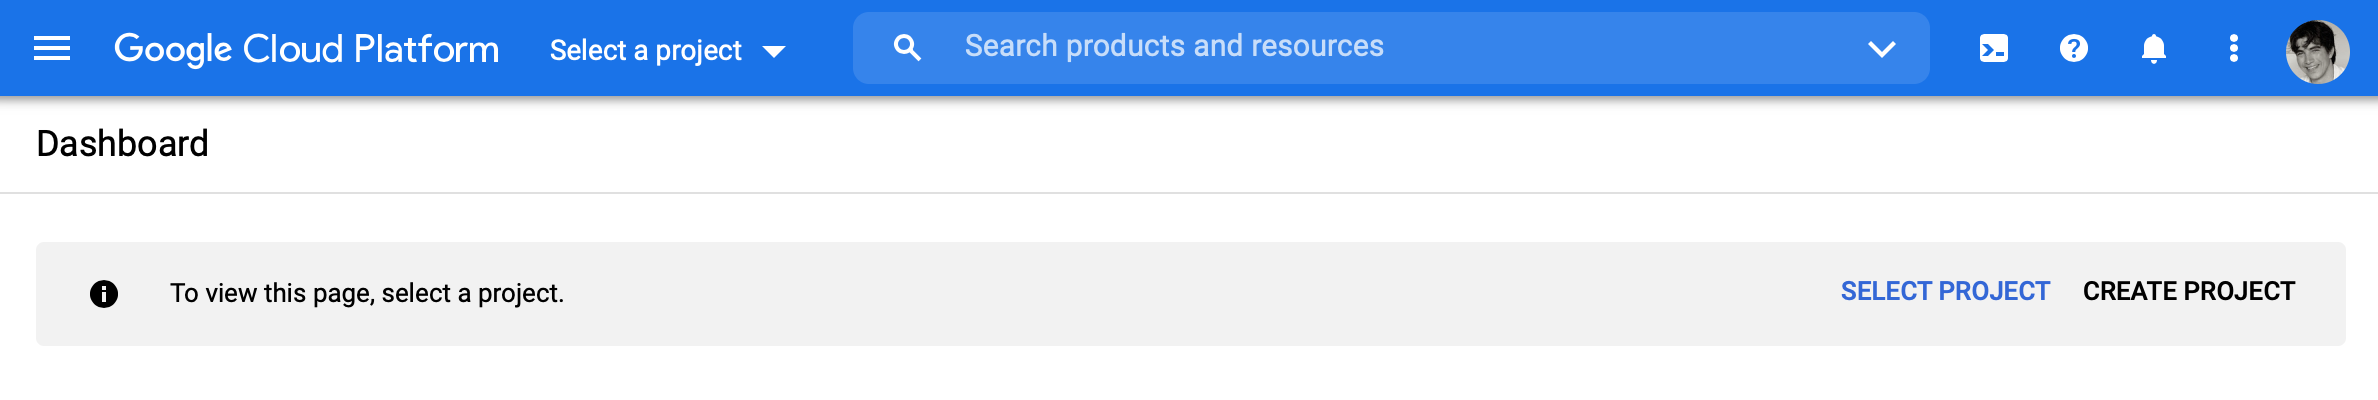 Google Cloud Platform
Select a project
Search products and resources
Dashboard
To view this page, select a project.
SELECT PROJECT
CREATE PROJECT